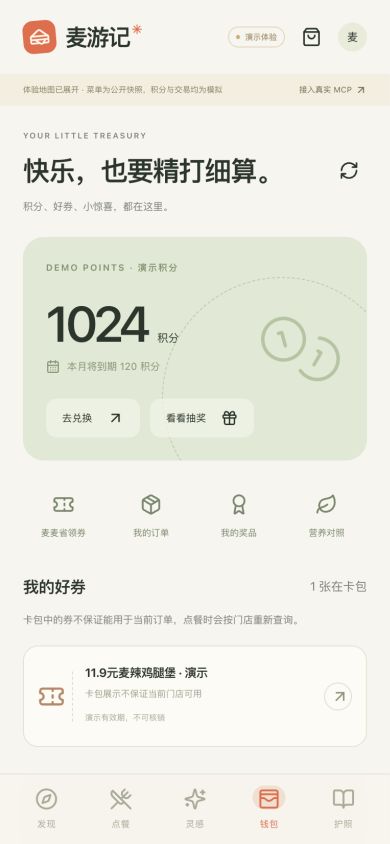 麦游记*
演示体验
麦
体验地图已展开 · 菜单为公开快照，积分与交易均为模拟
接入真实 MCP
YOUR LITTLE TREASURY
快乐，也要精打细算。
积分、好券、小惊喜，都在这里。
DEMO POINTS · 演示积分
1024 积分
1
1
本月将到期 120 积分
去兑换
看看抽奖
麦麦省领券
我的订单
我的奖品
营养对照
我的好券
1 张在卡包
卡包中的券不保证能用于当前订单，点餐时会按门店重新查询。
11.9元麦辣鸡腿堡 · 演示
卡包展示不保证当前门店可用
演示有效期，不可核销
发现
点餐
灵感
钱包
护照